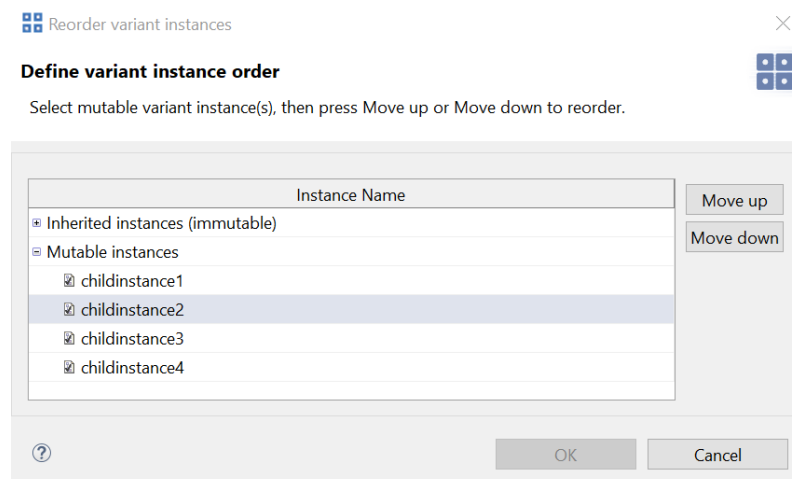 Reorder variant instances
Define variant instance order
Select mutable variant instance(s), then press Move up or Move down to reorder.
Instance Name
Move up
Inherited instances (immutable)
Move down
Mutable instances
childinstance1
childinstance2
childinstance3
childinstance4
?
OK
Cancel